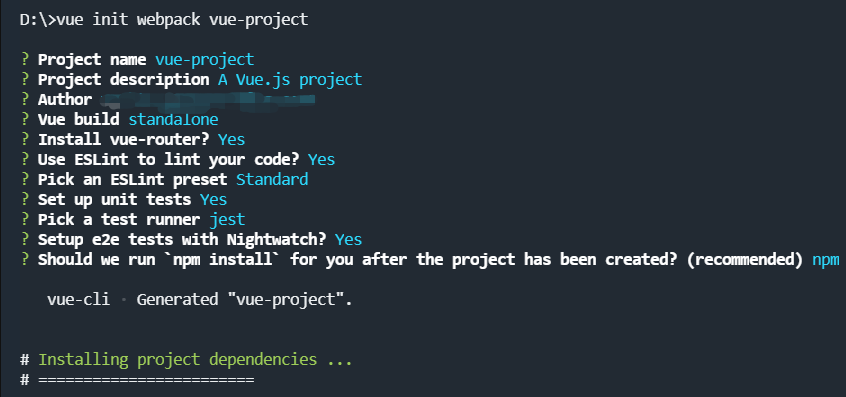 D:\>vue init webpack vue-project
? Project name vue-project
? Project description A Vue.js project
? Author
? Vue build standalone
? Install vue-router? Yes
? Use ESLint to lint your code? Yes
? Pick an ESLint preset Standard
? Set up unit tests Yes
? Pick a test runner jest
? Setup e2e tests with Nightwatch? Yes
? Should we run `npm install` for you after the project has been created? (recommended) npm
vue-cli · Generated "vue-project".
# Installing project dependencies ...
# ========================